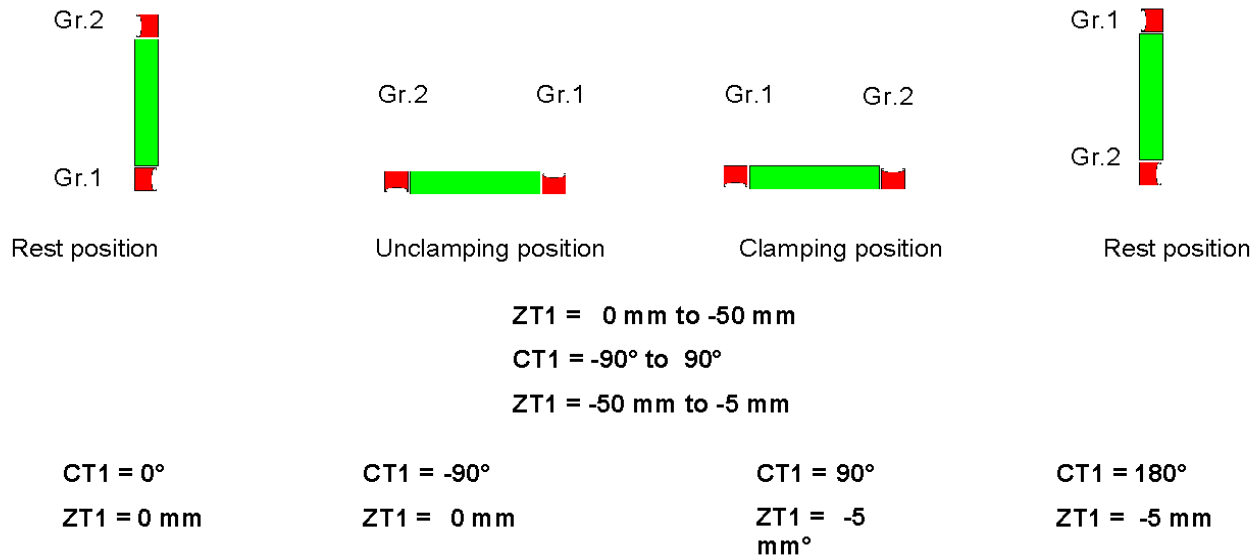 Gr.2
Gr.1
Gr.2 Gr.1
Gr.1 Gr.2
Gr.1
Gr.2
Rest position
Unclamping position
Clamping position
Rest position
ZT1 = 0 mm to -50 mm
CT1 = -90° to 90°
ZT1 = -50 mm to -5 mm
CT1 = 0°
ZT1 = 0 mm
CT1 = -90°
ZT1 = 0 mm
CT1 = 90°
ZT1 = -5
mm°
CT1 = 180°
ZT1 = -5 mm